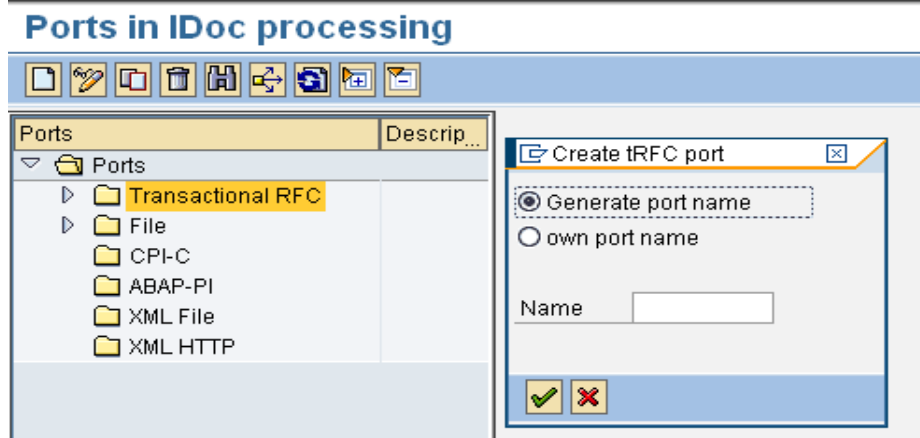 Ports in IDoc processing
Ports Descrip...
Ports
Transactional RFC
File
CPI-C
ABAP-PI
XML File
XML HTTP
Create tRFC port
Generate port name
own port name
Name